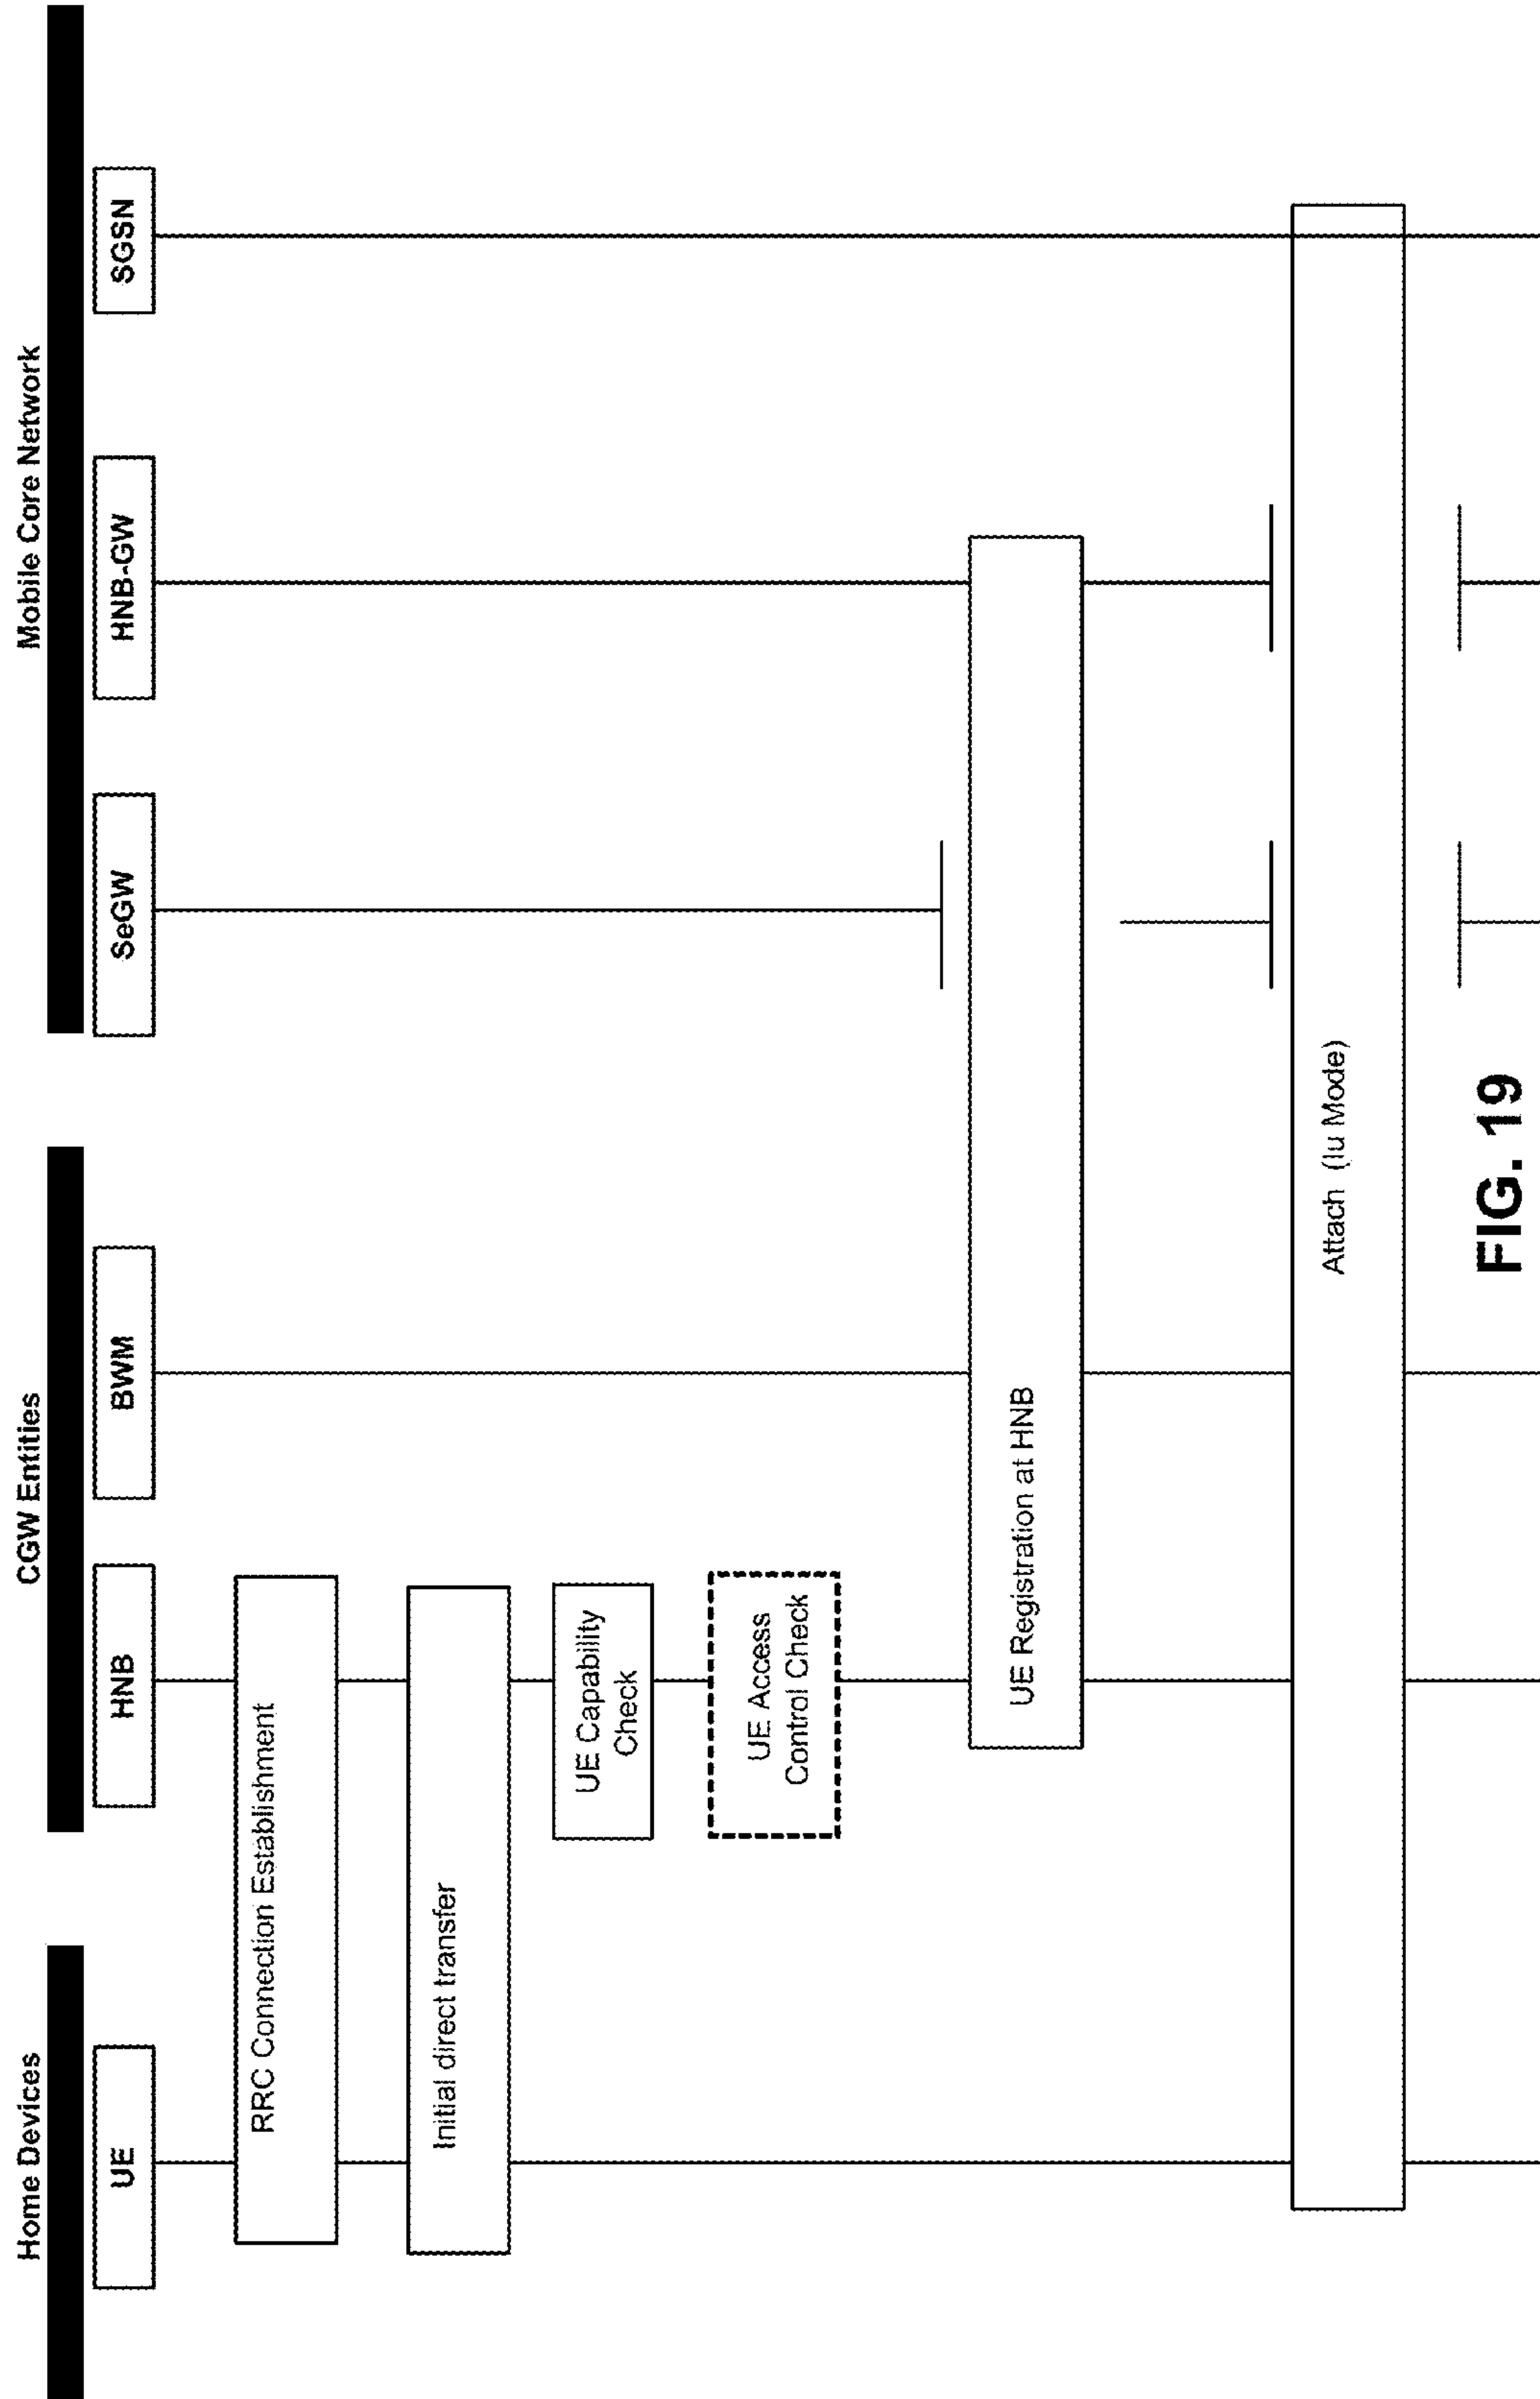 Home Devices
CGW Entities
Mobile Core Network
UE
HNB
BWM
SeGW
HNB-GW
SGSN
RRC Connection Establishment
Initial direct transfer
UE Capability
Check
UE Access
Control Check
UE Registration at HNB
Attach (Iu Mode)
FIG. 19